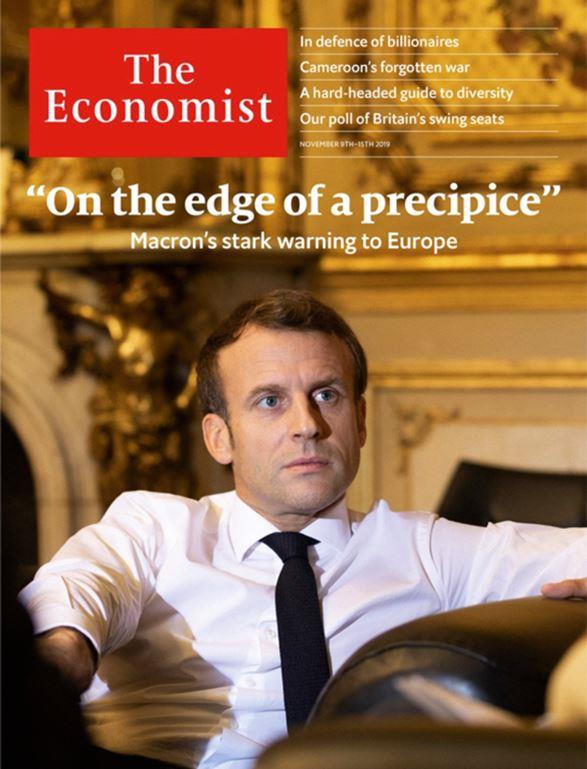 The
Economist
In defence of billionaires
Cameroon's forgotten war
A hard-headed guide to diversity
Our poll of Britain's swing seats
NOVEMBER 9TH–15TH 2019
“On the edge of a precipice”
Macron's stark warning to Europe